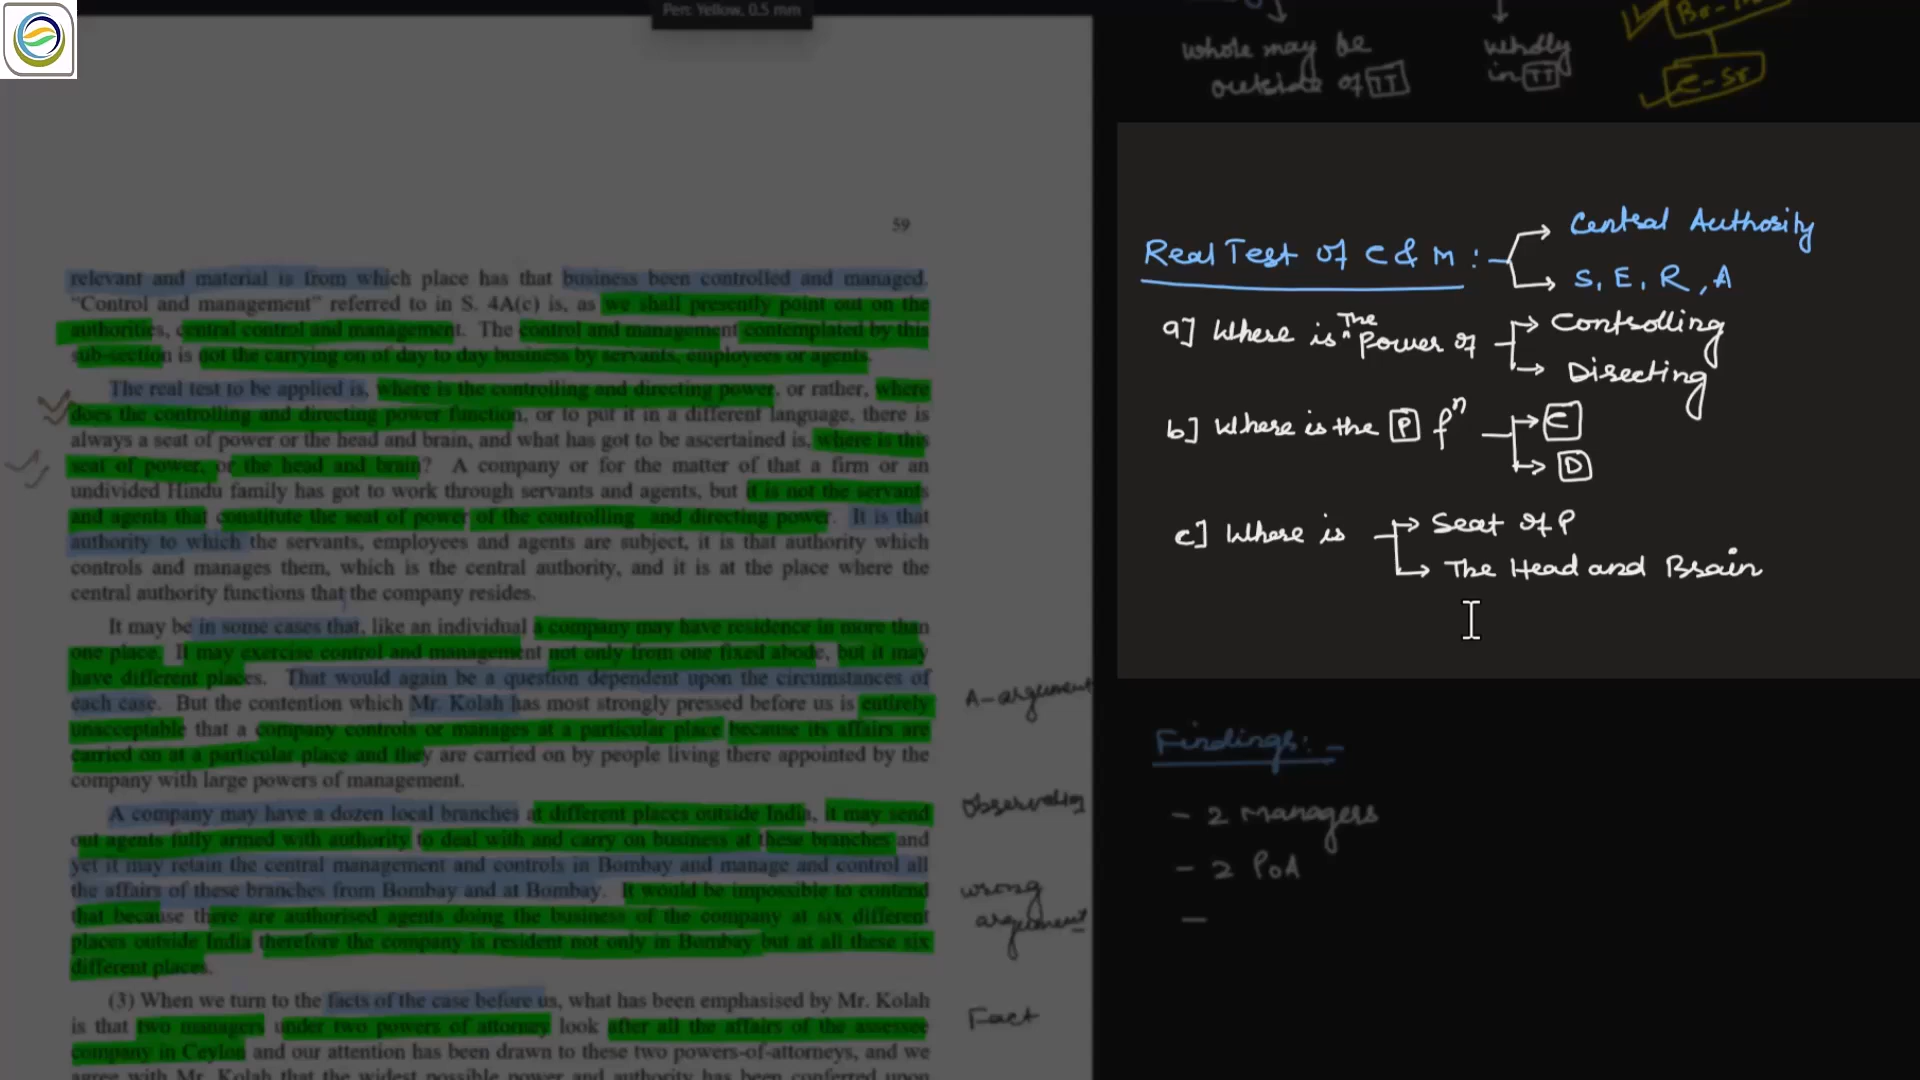 Pen: Yellow, 0.5 mm
59
relevant and material is from which place has that business been controlled and managed.
“Control and management” referred to in S. 4A(c) is, as we shall presently point out on the
authorities, central control and management. The control and management contemplated by this
sub-section is not the carrying on of day to day business by servants, employees or agents.
The real test to be applied is, where is the controlling and directing power, or rather, where
does the controlling and directing power function, or to put it in a different language, there is
always a seat of power or the head and brain, and what has got to be ascertained is, where is this
seat of power, or the head and brain? A company or for the matter of that a firm or an
undivided Hindu family has got to work through servants and agents, but it is not the servants
and agents that constitute the seat of power of the controlling and directing power. It is that
authority to which the servants, employees and agents are subject, it is that authority which
controls and manages them, which is the central authority, and it is at the place where the
central authority functions that the company resides.
It may be in some cases that, like an individual a company may have residence in more than
one place. It may exercise control and management not only from one fixed abode, but it may
have different places. That would again be a question dependent upon the circumstances of
each case. But the contention which Mr. Kolah has most strongly pressed before us is entirely
unacceptable that a company controls or manages at a particular place because its affairs are
carried on at a particular place and they are carried on by people living there appointed by the
company with large powers of management.
A company may have a dozen local branches at different places outside India, it may send
out agents fully armed with authority to deal with and carry on business at these branches and
yet it may retain the central management and controls in Bombay and manage and control all
the affairs of these branches from Bombay and at Bombay. It would be impossible to contend
that because there are authorised agents doing the business of the company at six different
places outside India therefore the company is resident not only in Bombay but at all these six
different places.
(3) When we turn to the facts of the case before us, what has been emphasised by Mr. Kolah
is that two managers under two powers of attorney look after all the affairs of the assessee
company in Ceylon and our attention has been drawn to these two powers-of-attorneys, and we
agree with Mr. Kolah that the widest possible power and authority has been conferred upon
A-argument
wrong
argument
Fact
whole may be
outside of TT
wholly
in TT
C-Sr
Real Test of C & M :-
Central Authority
S, E, R, A
a] Where is The Power of
Controlling
Directing
b] Where is the P fn
C
D
c] Where is
Seat of P
The Head and Brain
Findings: -
- 2 Managers
- 2 PoA
-